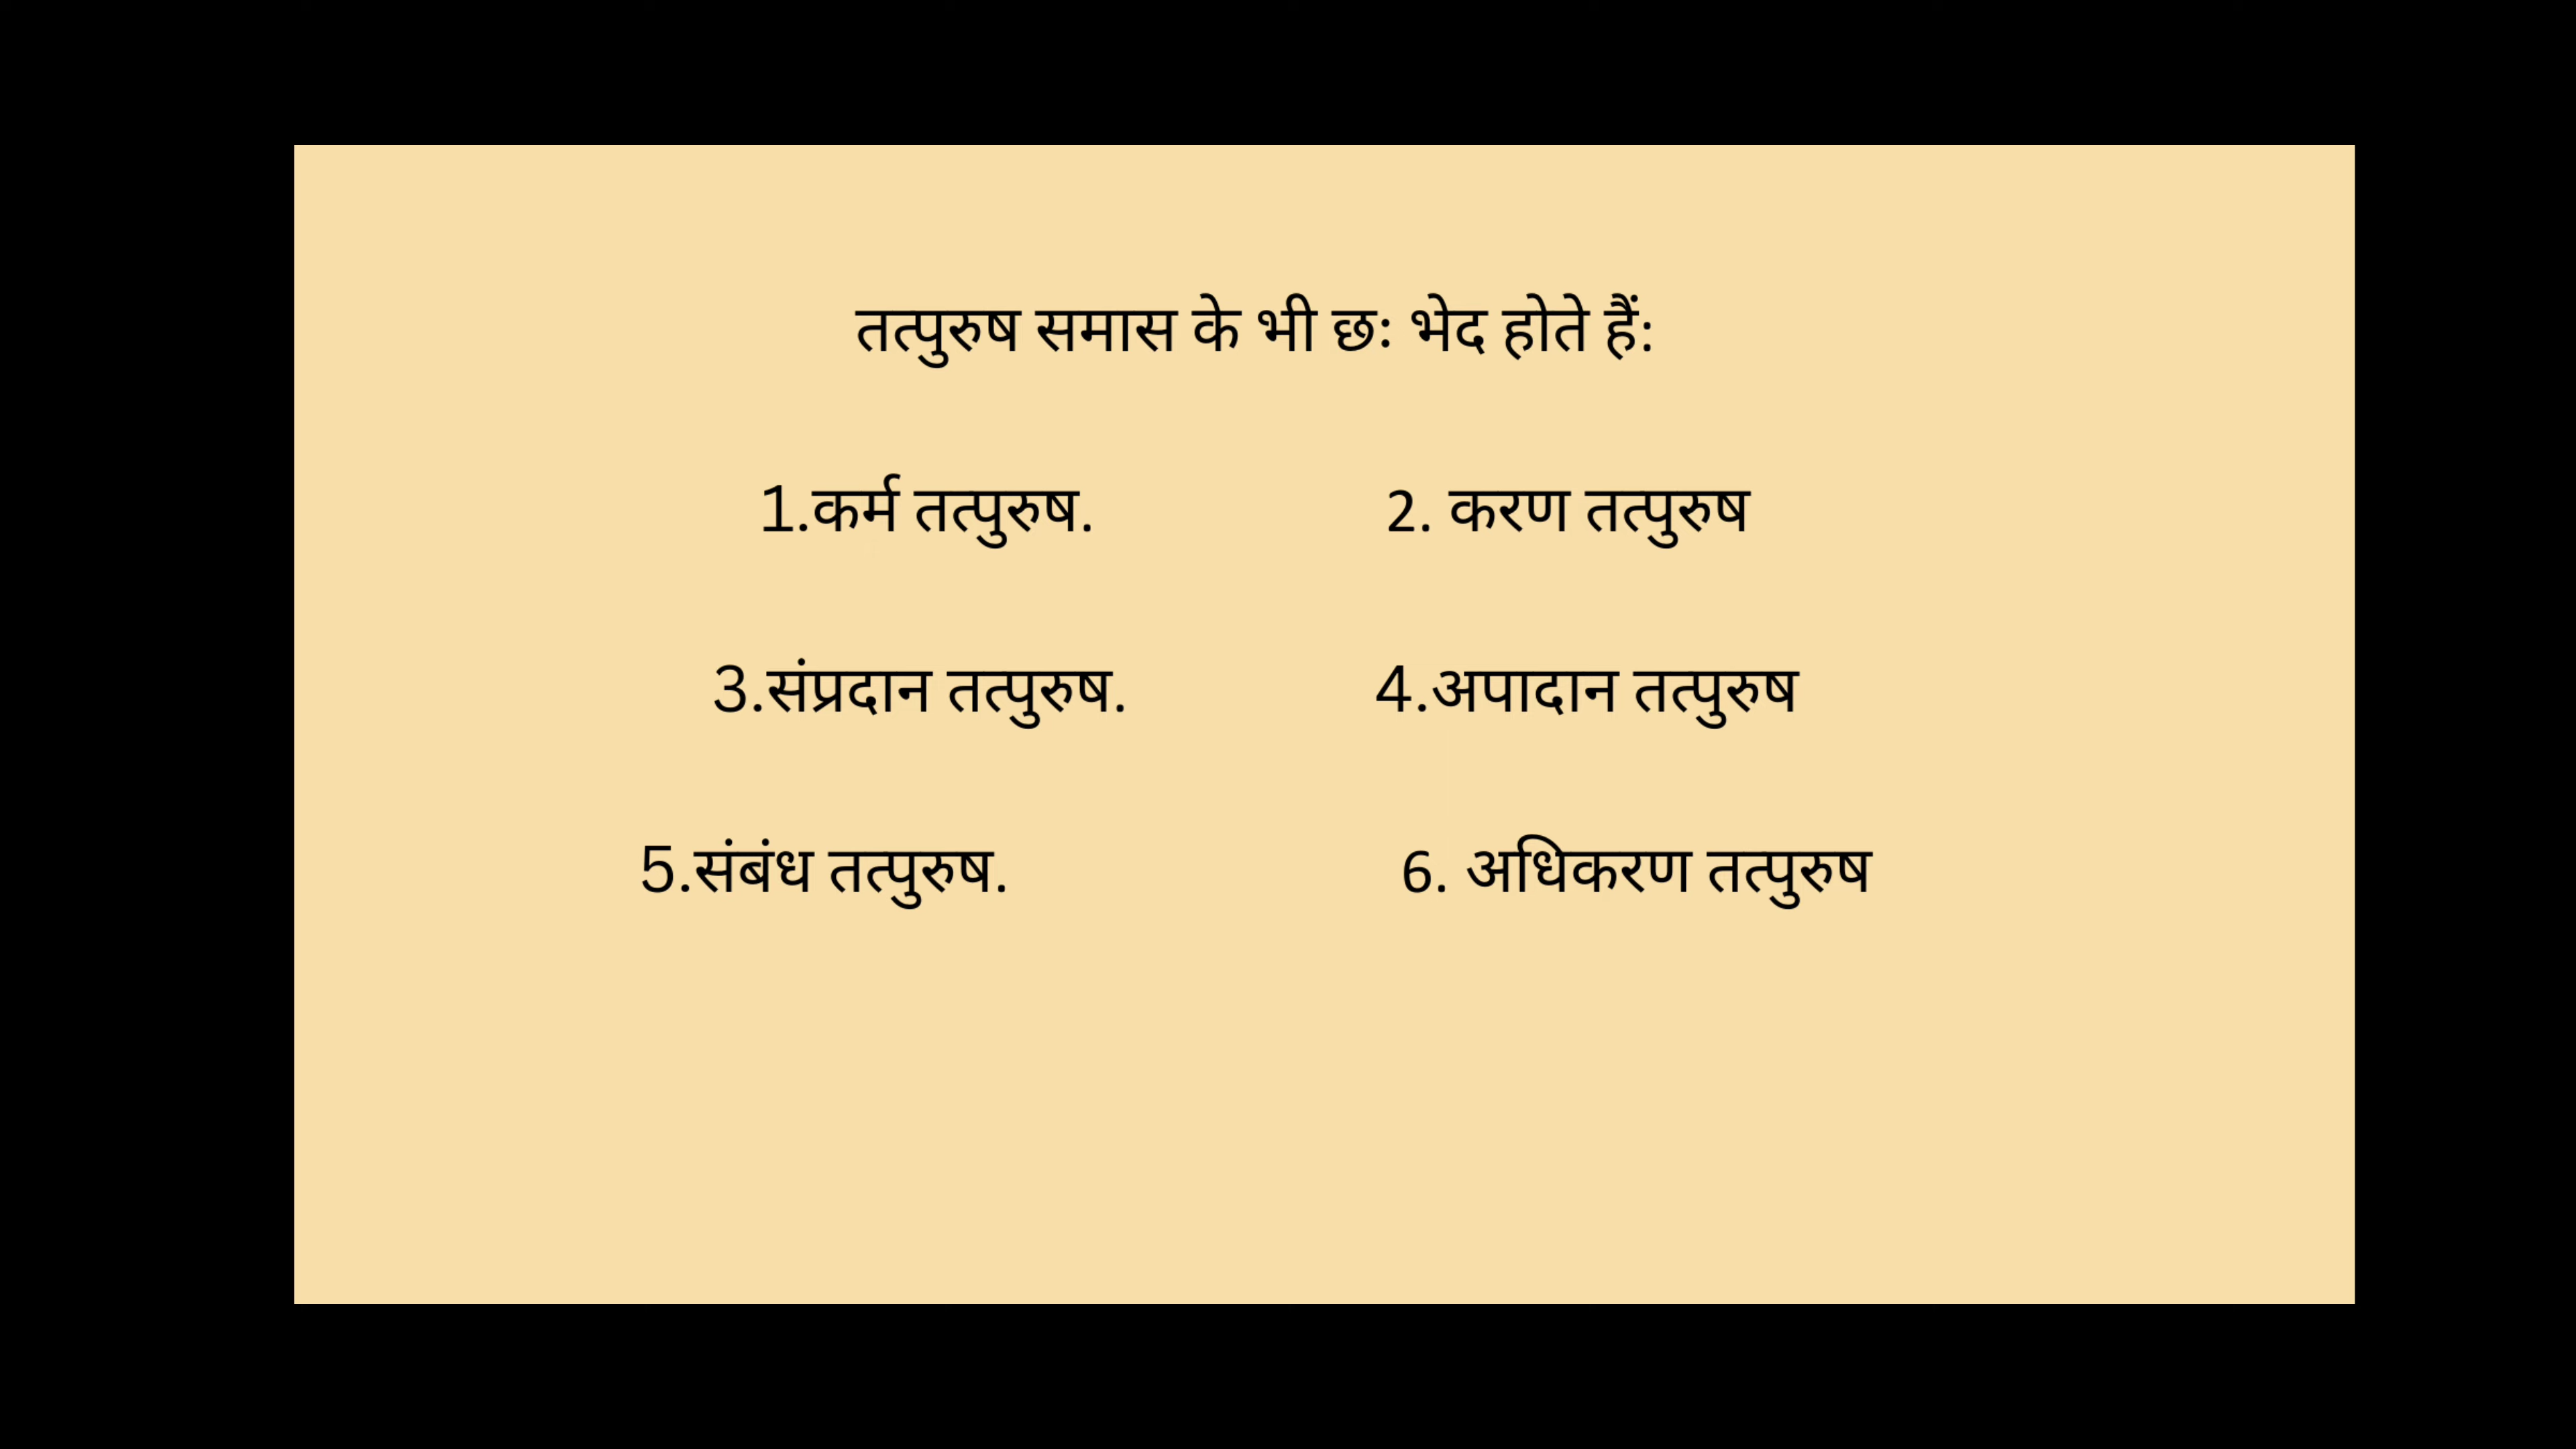 तत्पुरुष समास के भी छः भेद होते हैं:
1.कर्म तत्पुरुष. 2. करण तत्पुरुष
3.संप्रदान तत्पुरुष. 4.अपादान तत्पुरुष
5.संबंध तत्पुरुष. 6. अधिकरण तत्पुरुष